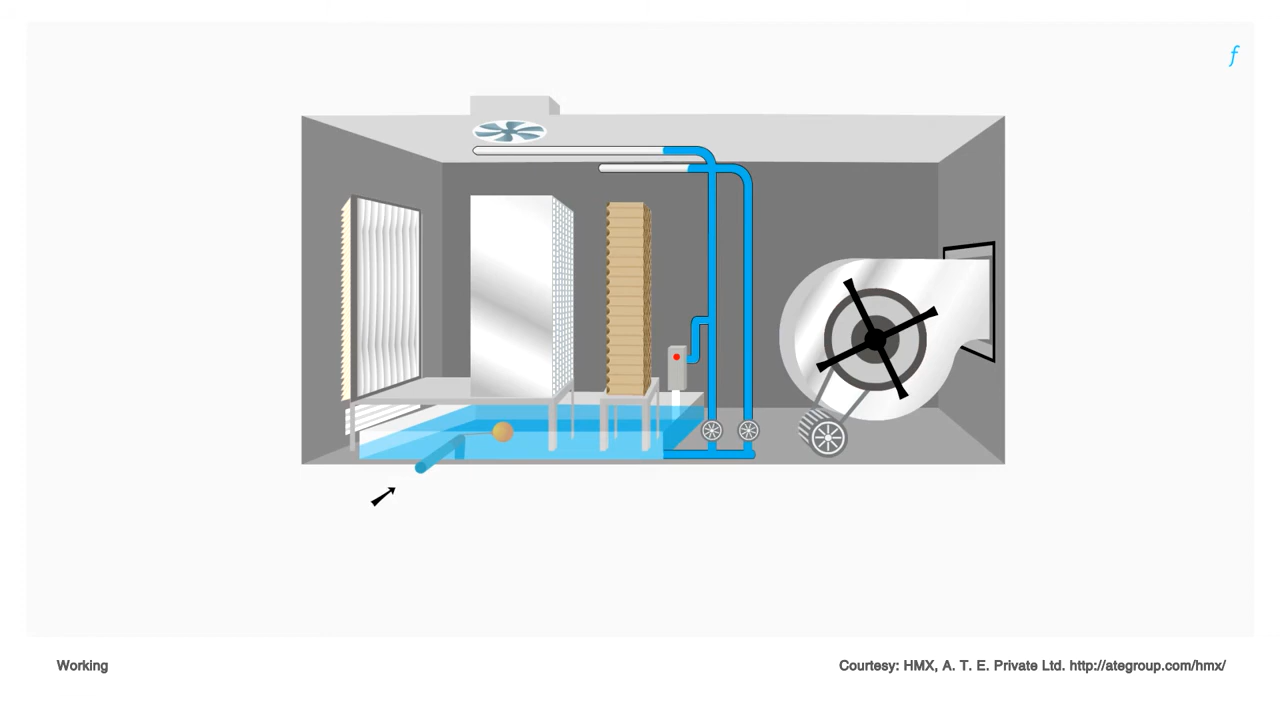 f
Working
Courtesy: HMX, A. T. E. Private Ltd. http://ategroup.com/hmx/